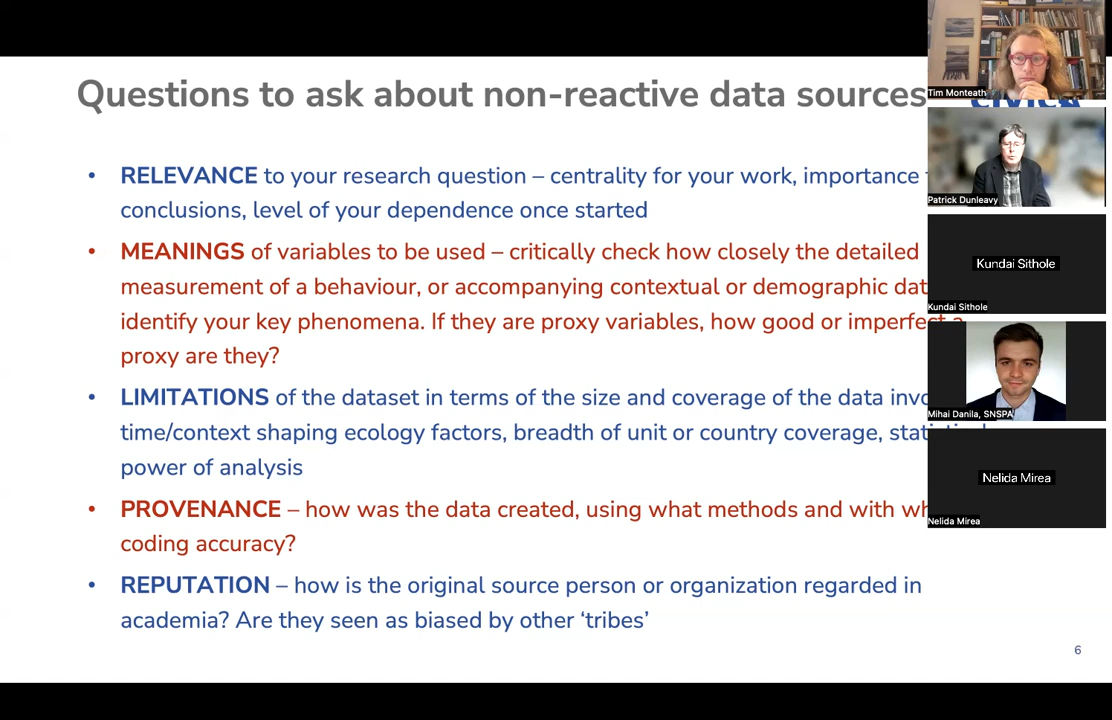 Questions to ask about non-reactive data sources
• RELEVANCE to your research question – centrality for your work, importance
conclusions, level of your dependence once started
• MEANINGS of variables to be used – critically check how closely the detailed
measurement of a behaviour, or accompanying contextual or demographic
identify your key phenomena. If they are proxy variables, how good or imperfect a
proxy are they?
• LIMITATIONS of the dataset in terms of the size and coverage of the data
time/context shaping ecology factors, breadth of unit or country coverage,
power of analysis
• PROVENANCE – how was the data created, using what methods and with
coding accuracy?
• REPUTATION – how is the original source person or organization regarded in
academia? Are they seen as biased by other ‘tribes’
6
Tim Monteath
Patrick Dunleavy
Kundai Sithole
Kundai Sithole
Mihai Danila, SNSPA
Nelida Mirea
Nelida Mirea